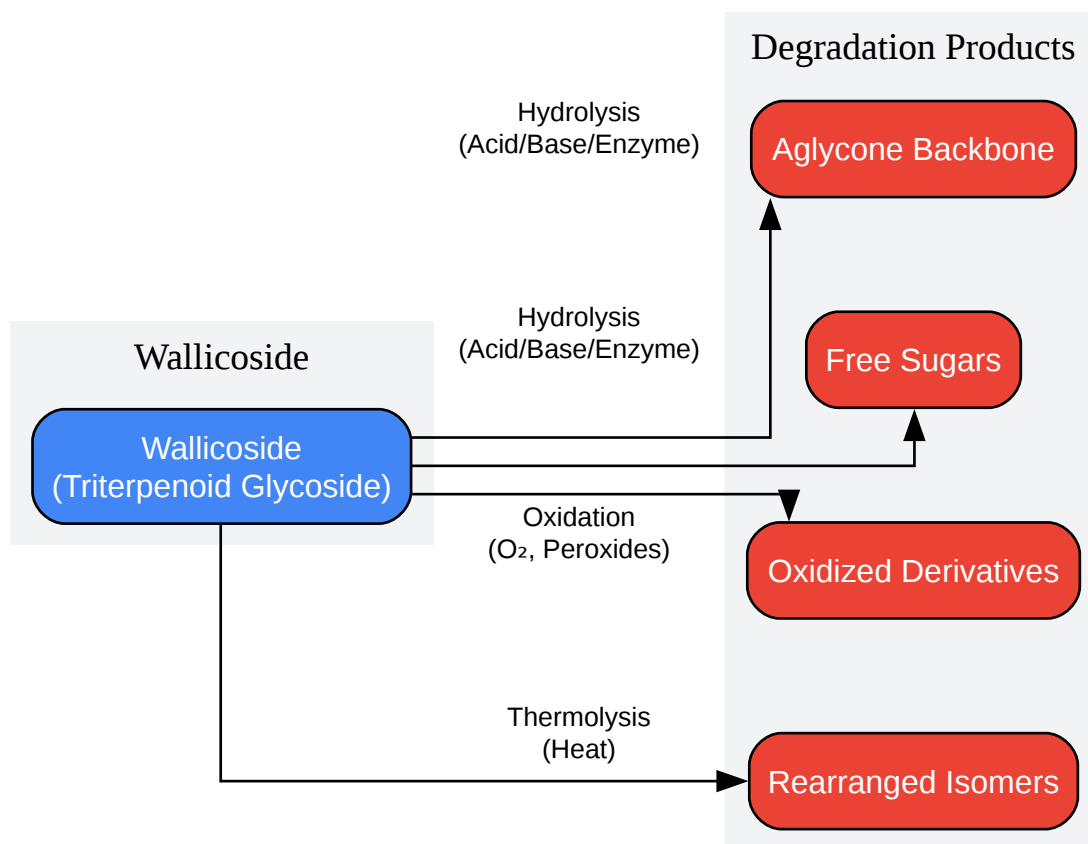 Degradation Products
Hydrolysis
(Acid/Base/Enzyme)
Aglycone Backbone
Hydrolysis
(Acid/Base/Enzyme)
Free Sugars
Wallicoside
Wallicoside
(Triterpenoid Glycoside)
Oxidation
(O₂, Peroxides)
Oxidized Derivatives
Thermolysis
(Heat)
Rearranged Isomers